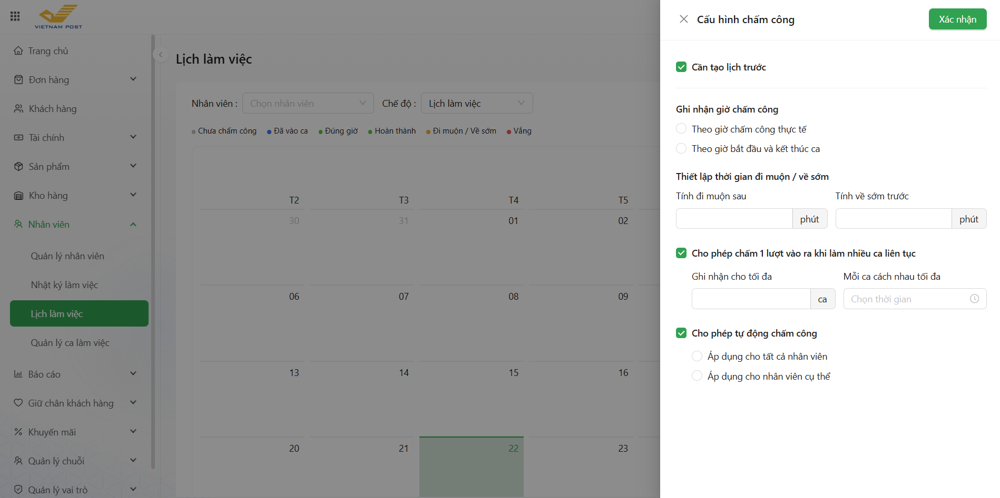 VIETNAM POST
Trang chủ
Đơn hàng
Khách hàng
Tài chính
Sản phẩm
Kho hàng
Nhân viên
Quản lý nhân viên
Nhật ký làm việc
Lịch làm việc
Quản lý ca làm việc
Báo cáo
Giữ chân khách hàng
Khuyến mãi
Quản lý chuỗi
Quản lý vai trò
Lịch làm việc
Nhân viên : Chọn nhân viên Chế độ : Lịch làm việc
Chưa chấm công Đã vào ca Đúng giờ Hoàn thành Đi muộn / Về sớm Vắng
T2 T3 T4 T5
30 31 01 02
06 07 08 09
13 14 15 16
20 21 22 23
Cấu hình chấm công Xác nhận
Cần tạo lịch trước
Ghi nhận giờ chấm công
Theo giờ chấm công thực tế
Theo giờ bắt đầu và kết thúc ca
Thiết lập thời gian đi muộn / về sớm
Tính đi muộn sau Tính về sớm trước
phút phút
Cho phép chấm 1 lượt vào ra khi làm nhiều ca liên tục
Ghi nhận cho tối đa Mỗi ca cách nhau tối đa
ca Chọn thời gian
Cho phép tự động chấm công
Áp dụng cho tất cả nhân viên
Áp dụng cho nhân viên cụ thể